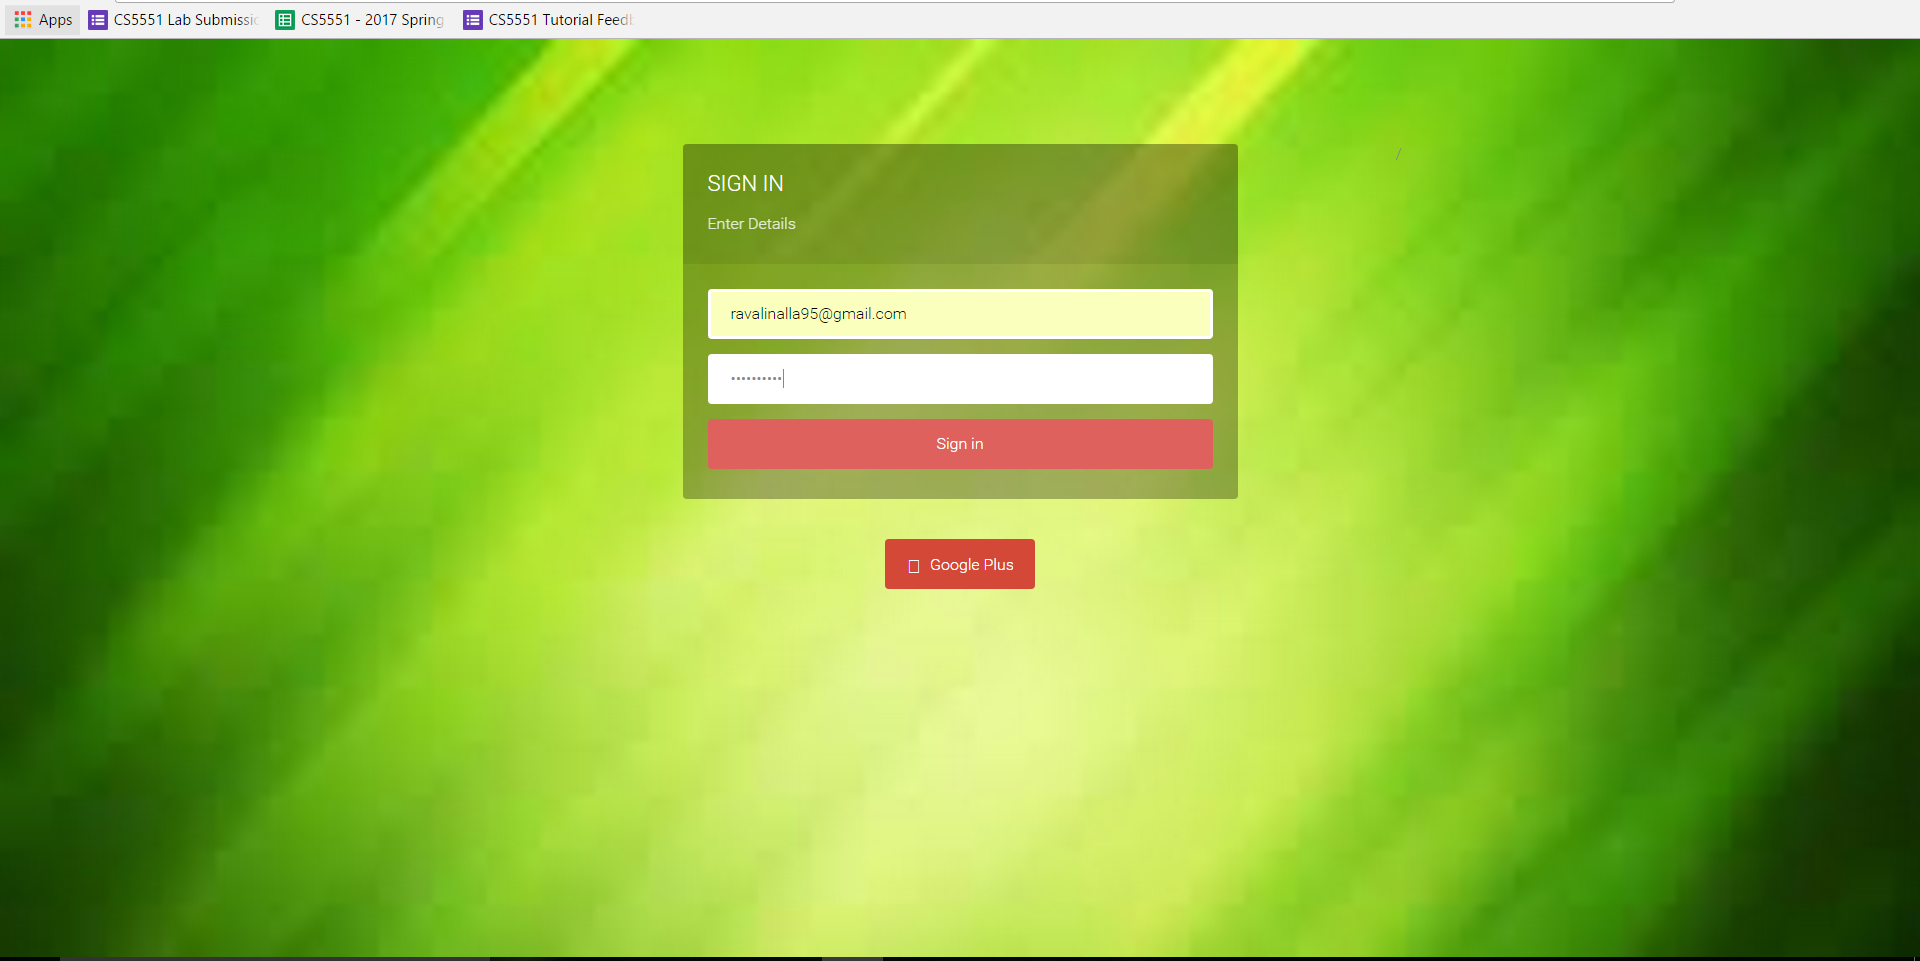 Apps CS5551 Lab Submissic CS5551 - 2017 Spring CS5551 Tutorial Feed
/
SIGN IN
Enter Details
ravalinalla95@gmail.com
••••••••••
Sign in
Google Plus